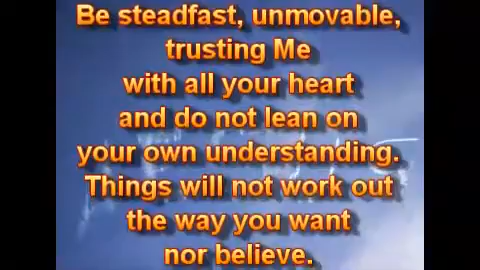 Be steadfast, unmovable,
trusting Me
with all your heart
and do not lean on
your own understanding.
Things will not work out
the way you want
nor believe.